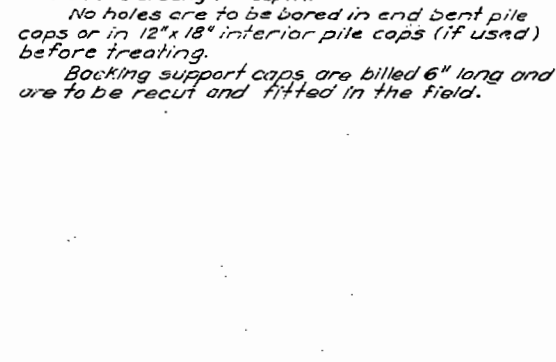 No holes are to be bored in end bent pile
caps or in 12"x 18" interior pile caps (if used)
before treating.
Backing support caps are billed 6" long and
are to be recut and fitted in the field.